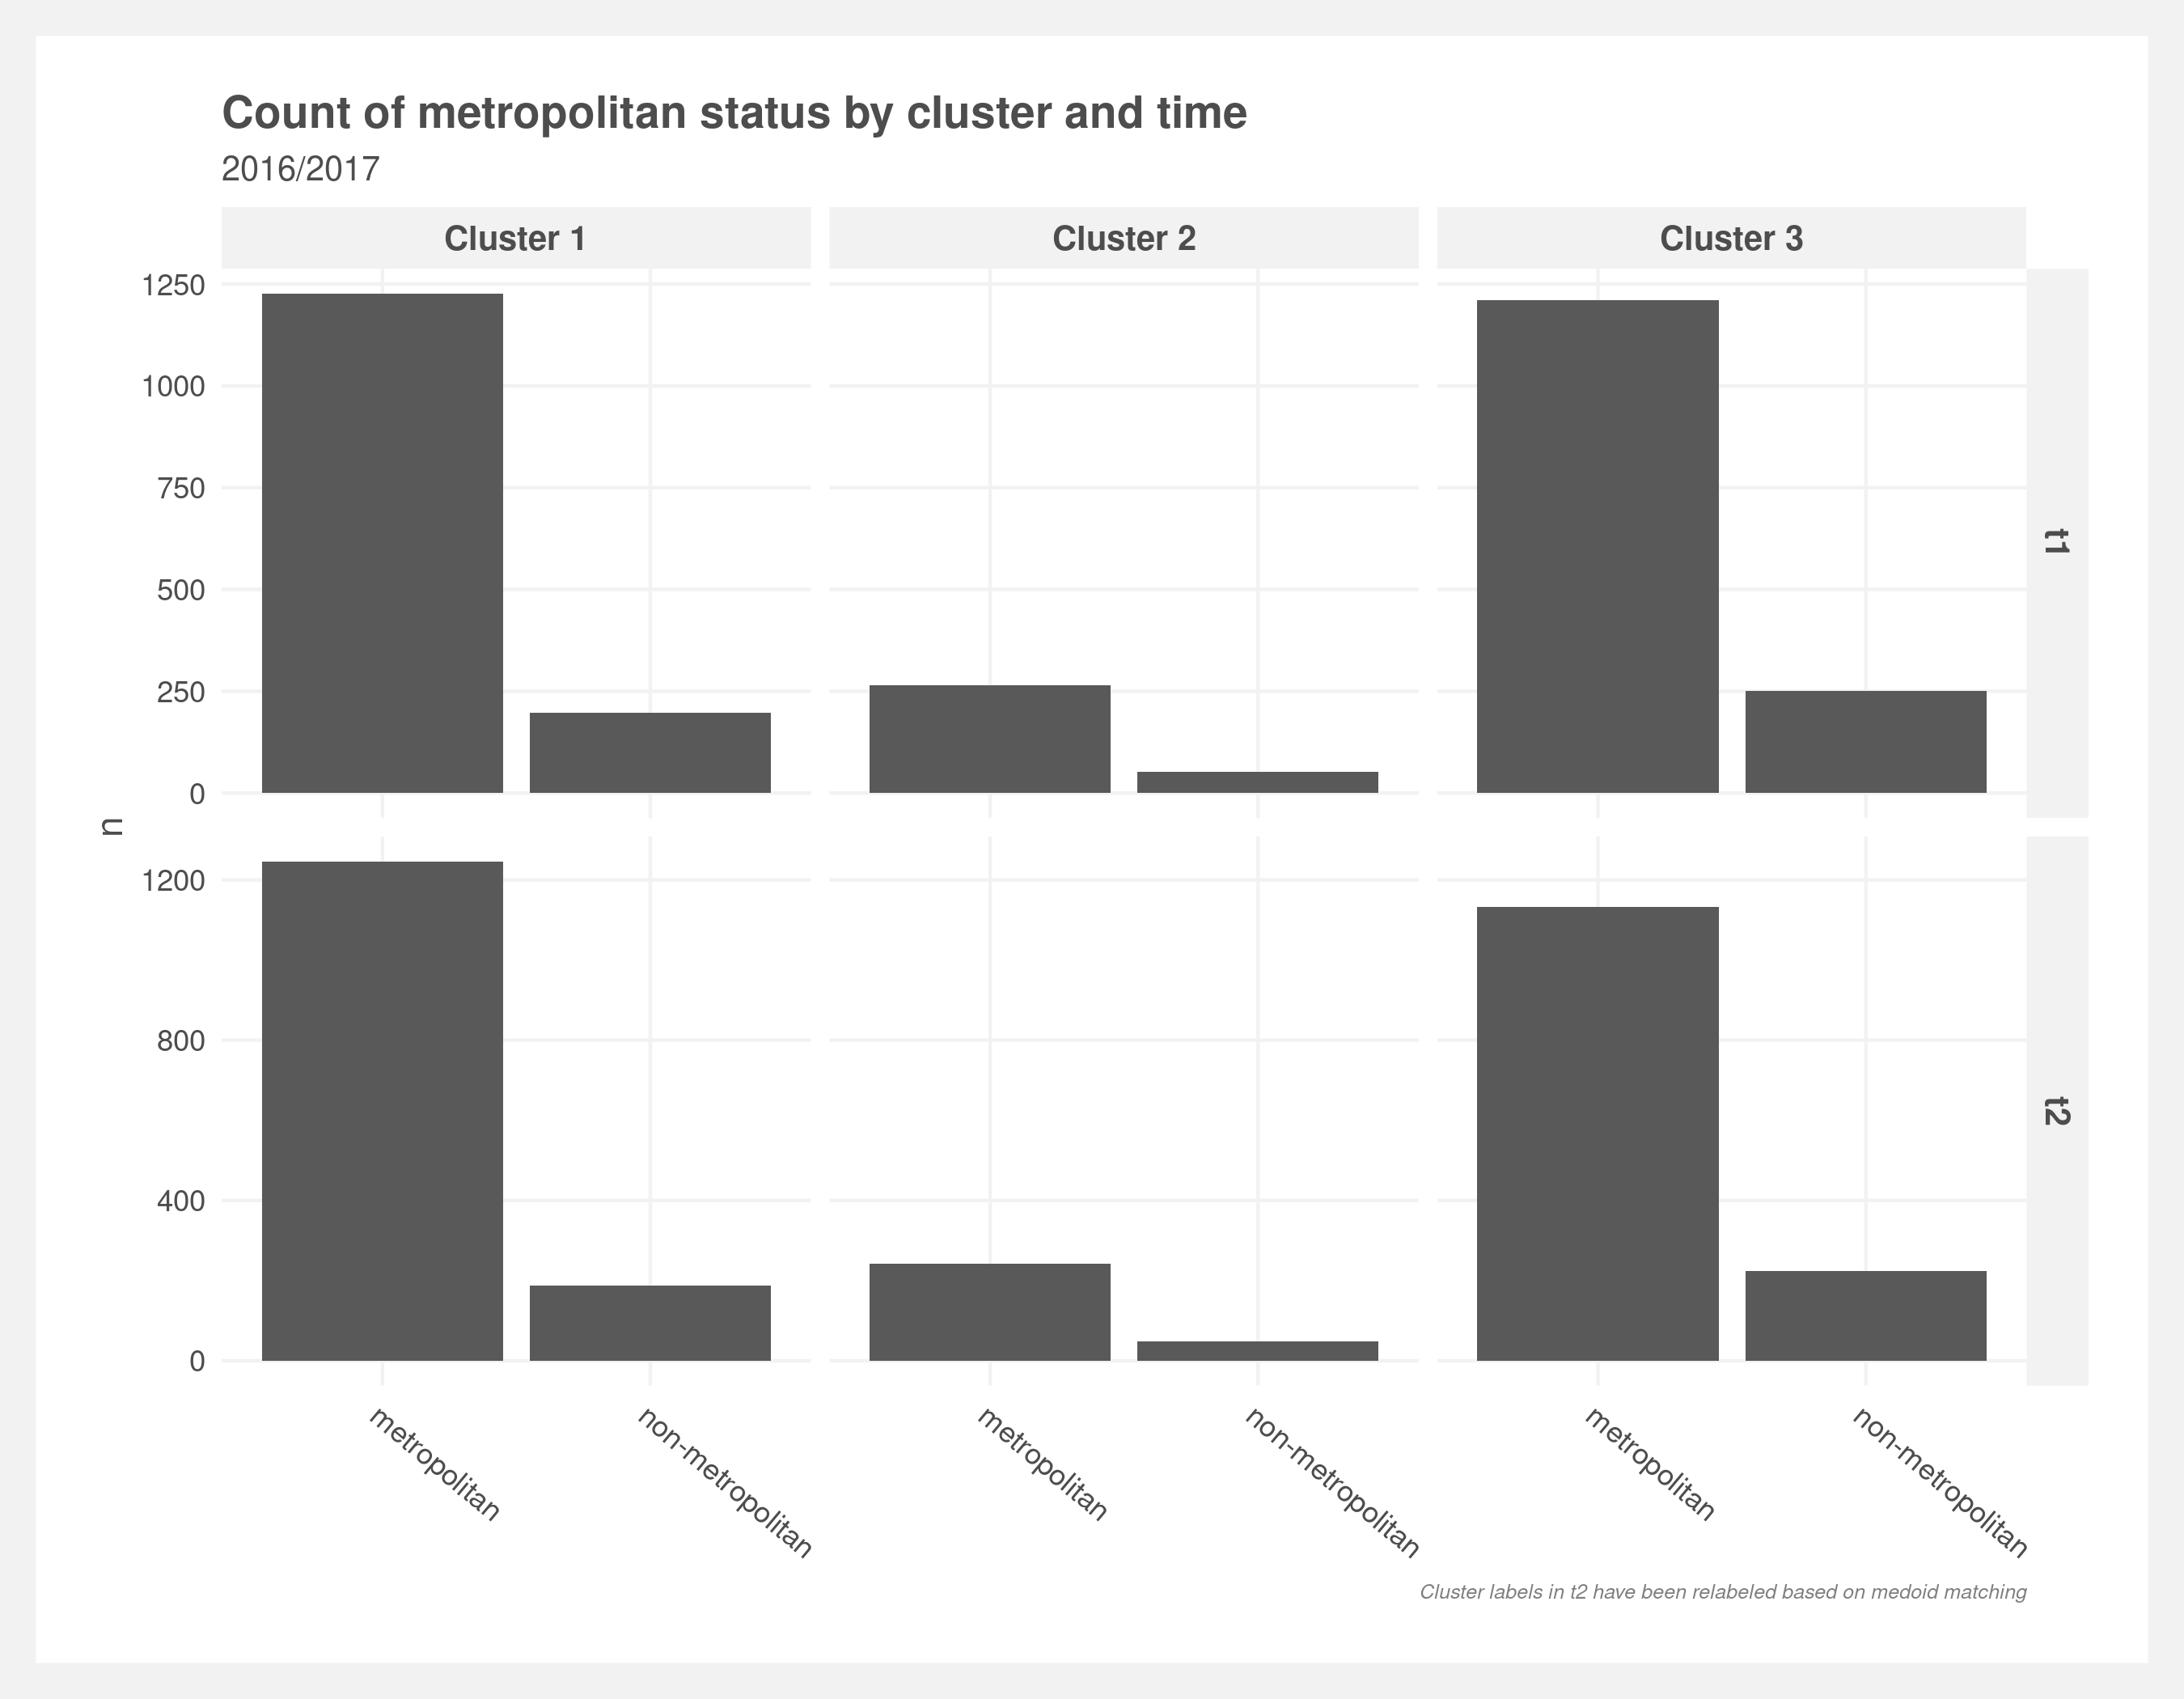 Count of metropolitan status by cluster and time
2016/2017
Cluster 1
Cluster 2
Cluster 3
1250
1000
750
500
250
0
t1
n
1200
800
400
0
t2
metropolitan
non-metropolitan
metropolitan
non-metropolitan
metropolitan
non-metropolitan
Cluster labels in t2 have been relabeled based on medoid matching